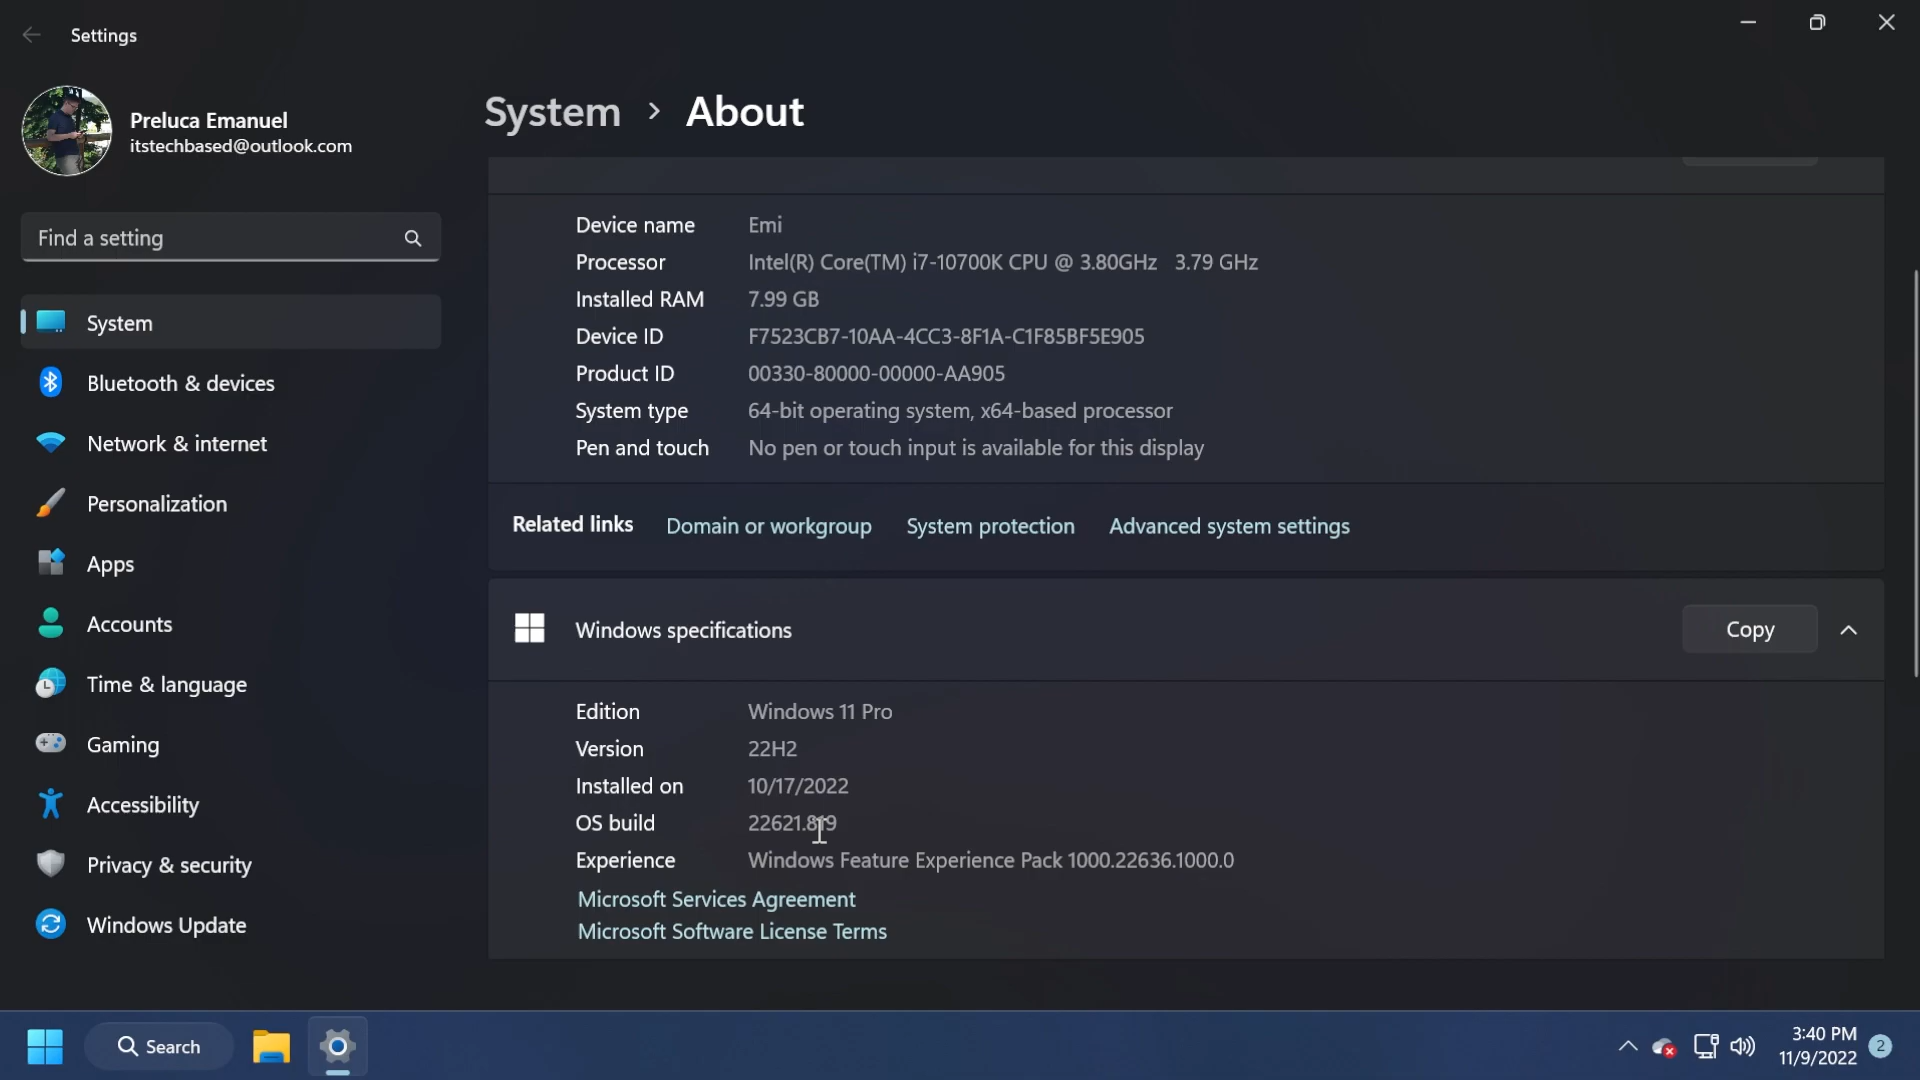 Settings
Preluca Emanuel
itstechbased@outlook.com
Find a setting
System
Bluetooth & devices
Network & internet
Personalization
Apps
Accounts
Time & language
Gaming
Accessibility
Privacy & security
Windows Update
System > About
Device name Emi
Processor Intel(R) Core(TM) i7-10700K CPU @ 3.80GHz 3.79 GHz
Installed RAM 7.99 GB
Device ID F7523CB7-10AA-4CC3-8F1A-C1F85BF5E905
Product ID 00330-80000-00000-AA905
System type 64-bit operating system, x64-based processor
Pen and touch No pen or touch input is available for this display
Related links Domain or workgroup System protection Advanced system settings
Windows specifications Copy
Edition Windows 11 Pro
Version 22H2
Installed on 10/17/2022
OS build 22621.819
Experience Windows Feature Experience Pack 1000.22636.1000.0
Microsoft Services Agreement
Microsoft Software License Terms
Search
3:40 PM
11/9/2022
2